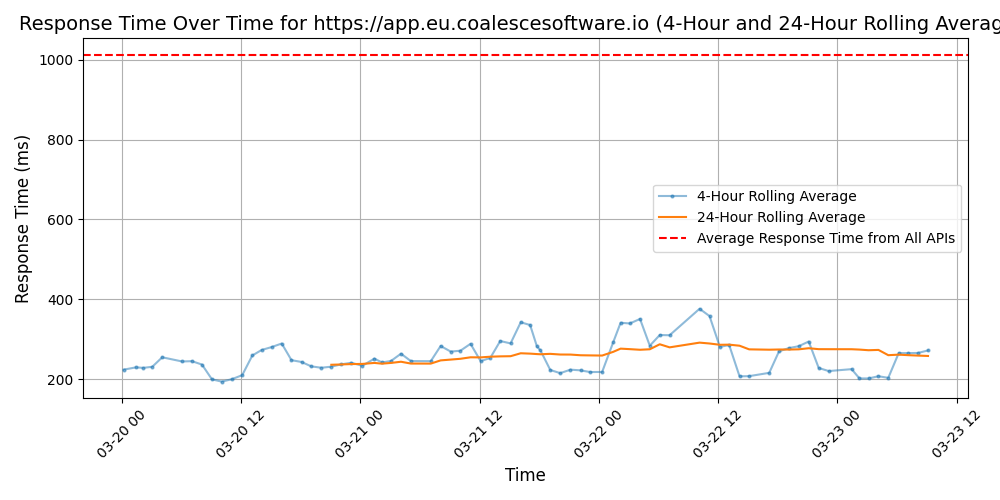 Response Time Over Time for https://app.eu.coalescesoftware.io (4-Hour and 24-Hour Rolling Averag
Response Time (ms)
1000
800
600
400
200
4-Hour Rolling Average
24-Hour Rolling Average
Average Response Time from All APIs
03-20 00
03-20 12
03-21 00
03-21 12
03-22 00
03-22 12
03-23 00
03-23 12
Time